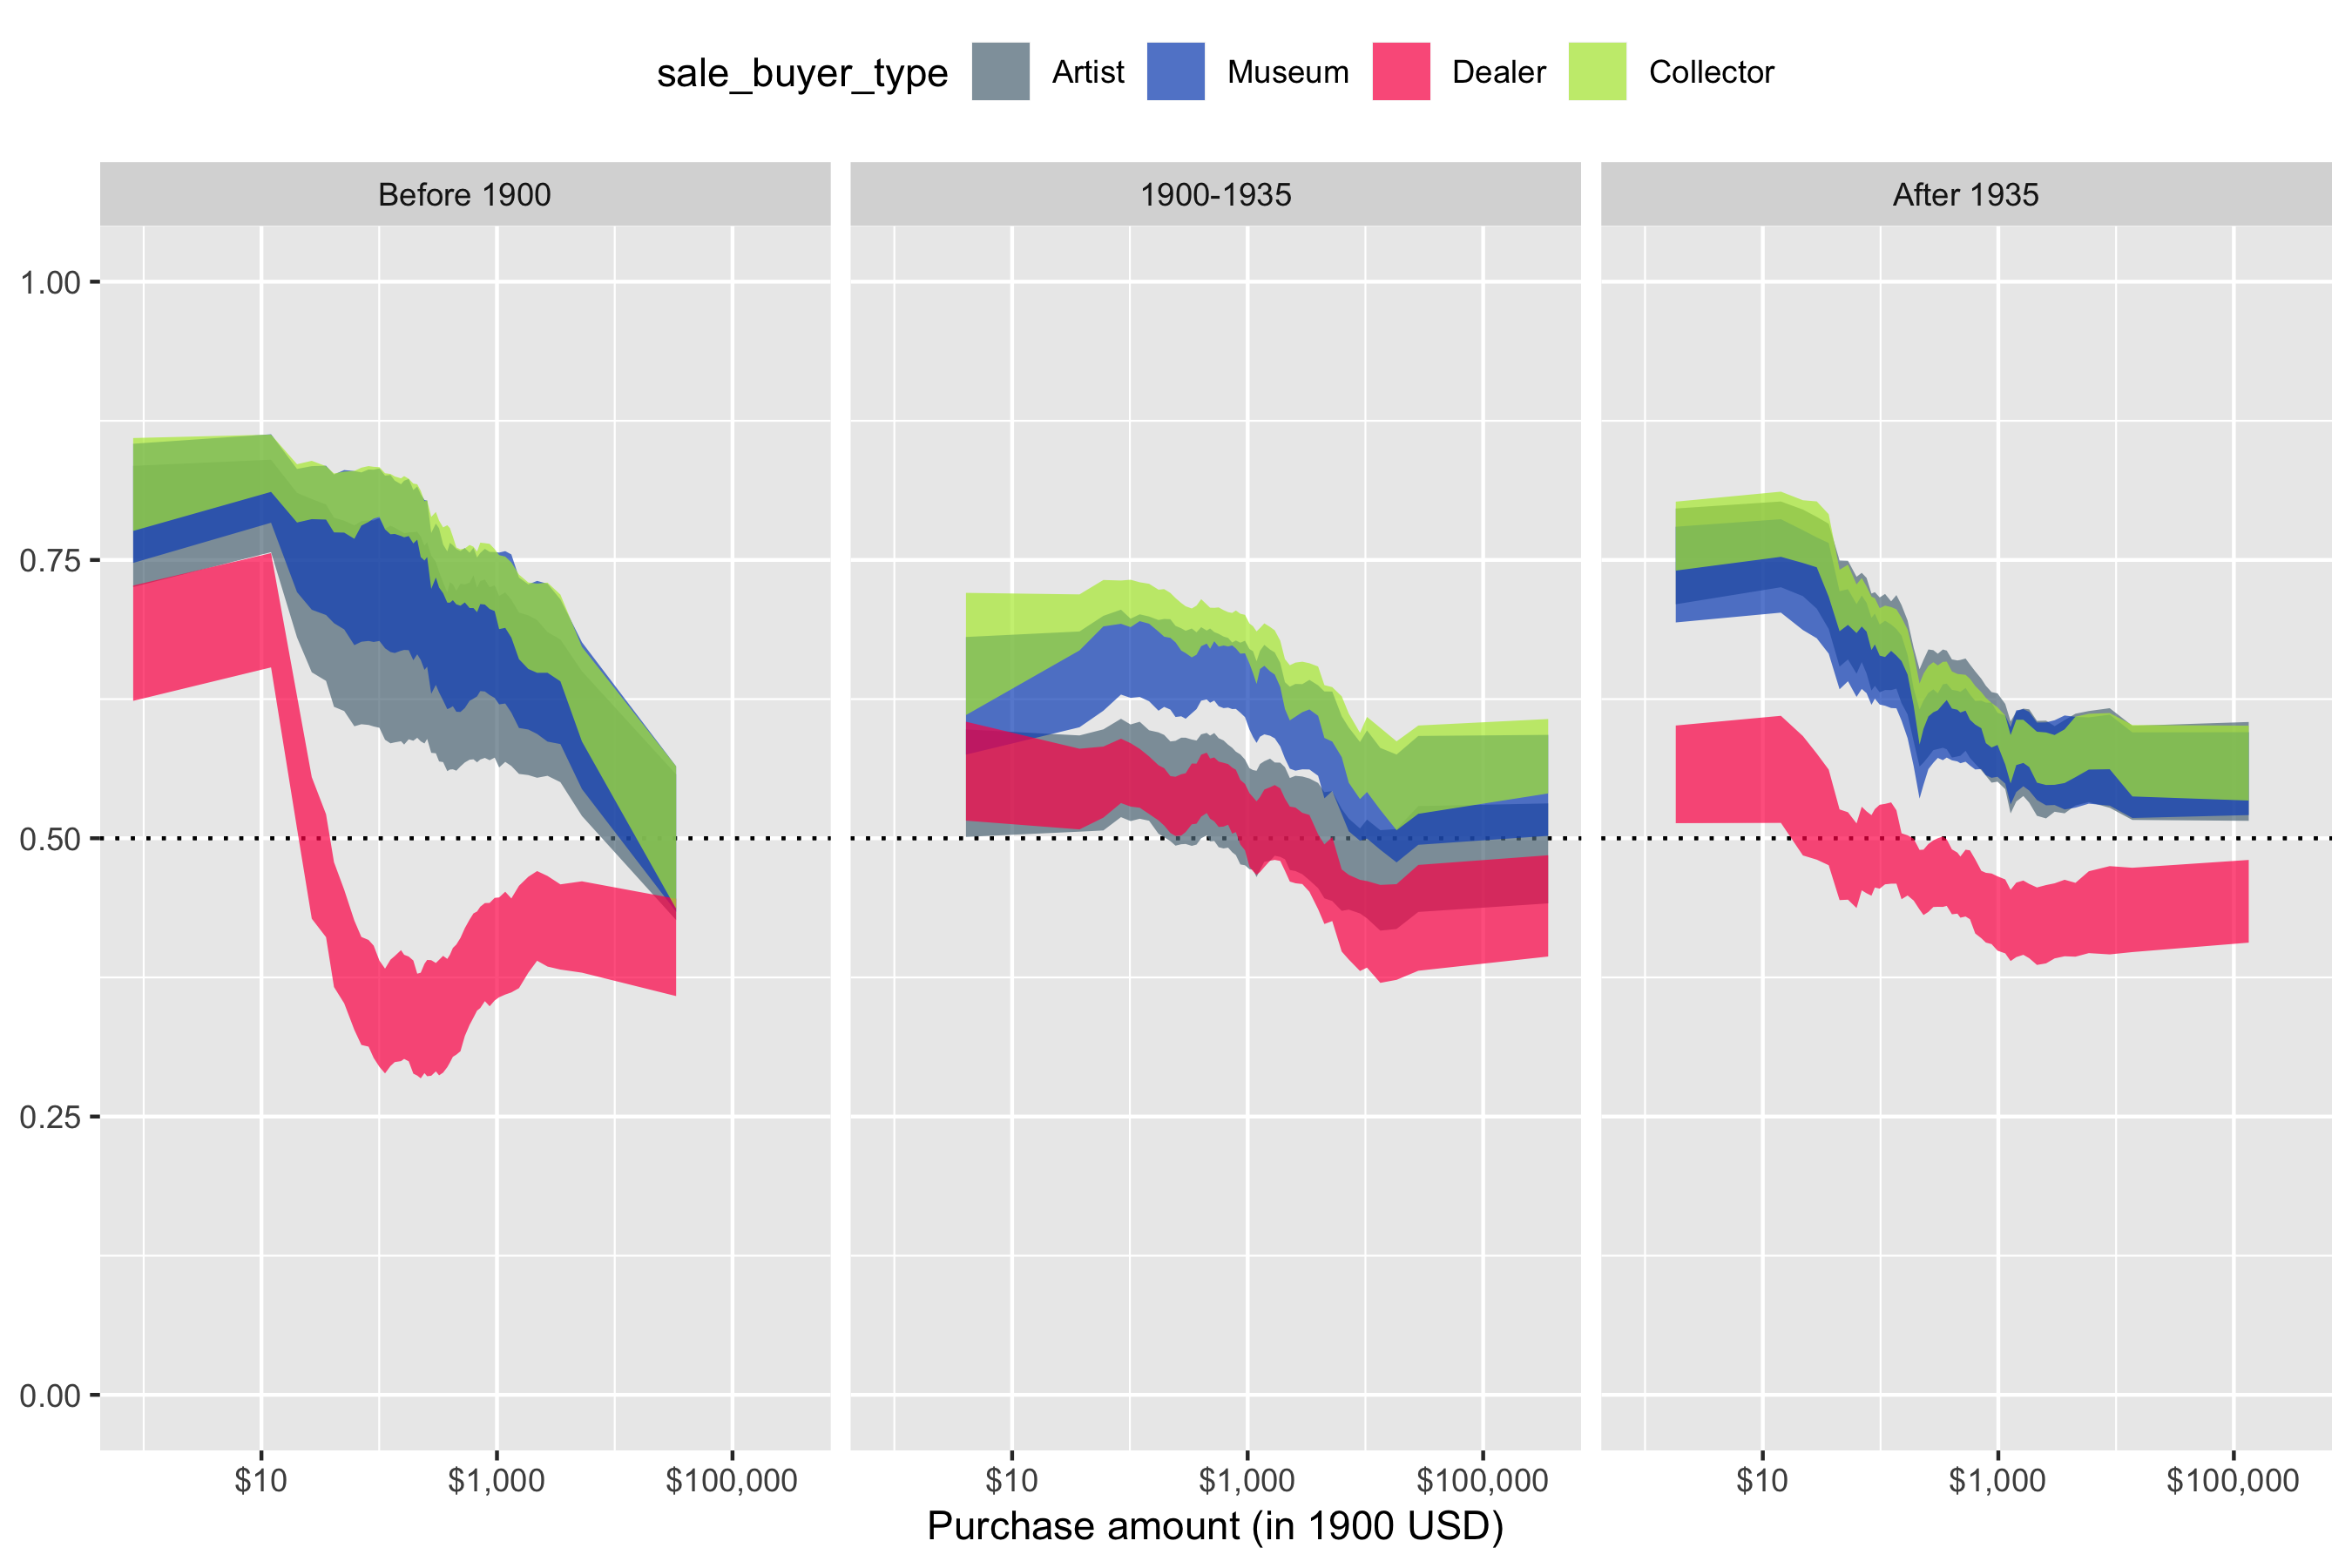 sale_buyer_type Artist Museum Dealer Collector
Before 1900 1900-1935 After 1935
1.00
0.75
0.50
0.25
0.00
$10 $1,000 $100,000 $10 $1,000 $100,000 $10 $1,000 $100,000
Purchase amount (in 1900 USD)